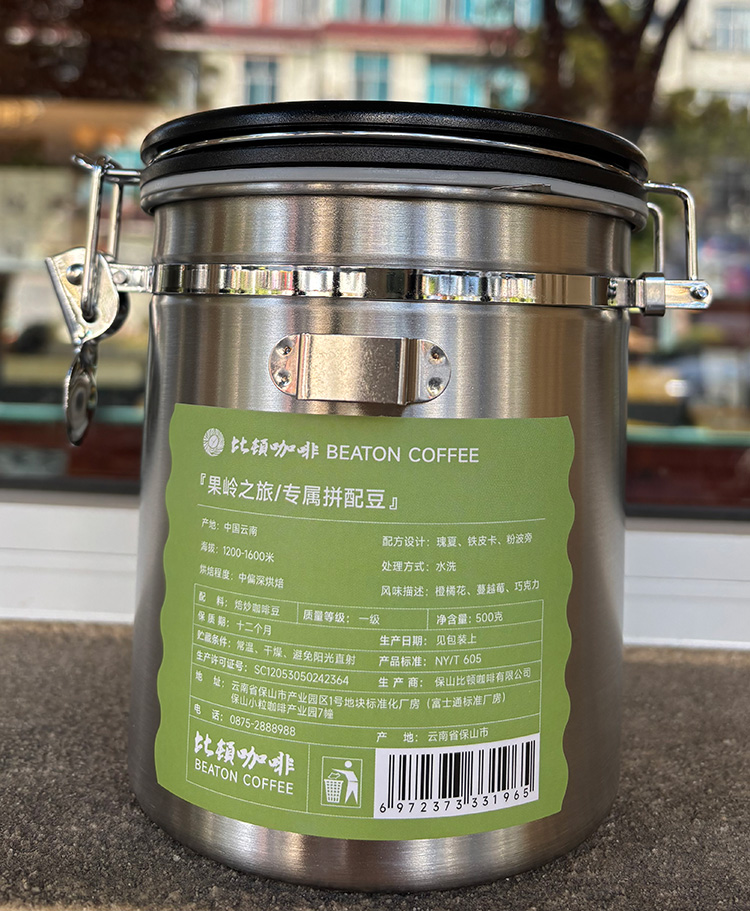 比顿咖啡 BEATON COFFEE
『果岭之旅/专属拼配豆』
产地：中国云南
海拔：1200-1600米
烘焙程度：中偏深烘焙
配方设计：瑰夏、铁皮卡、粉波旁
处理方式：水洗
风味描述：橙橘花、蔓越莓、巧克力
配　料：焙炒咖啡豆 质量等级：一级 净含量：500克
保质期：十二个月 生产日期：见包装上
贮藏条件：常温、干燥、避免阳光直射 产品标准：NY/T 605
生产许可证号：SC12053050242364 生产商：保山比顿咖啡有限公司
地　址：云南省保山市产业园区1号地块标准化厂房（富士通标准厂房）
保山小粒咖啡产业园7幢
电　话：0875-2888988 产　地：云南省保山市
比顿咖啡
BEATON COFFEE
6 972373 331965